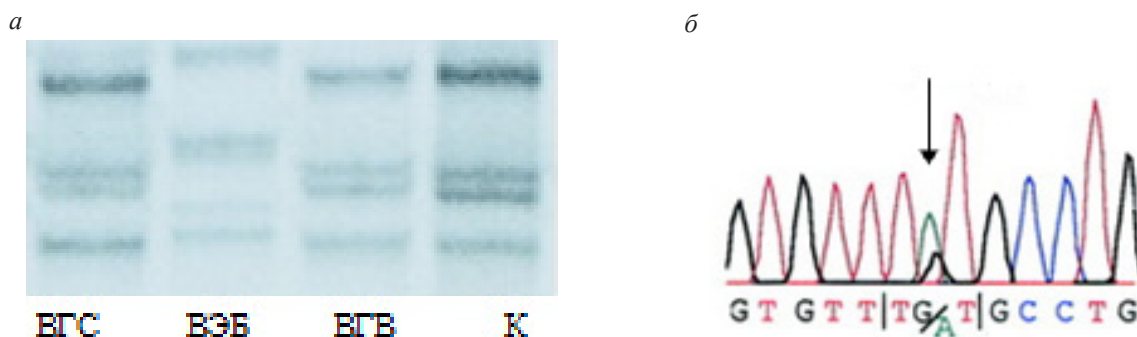 а
б
ВГС ВЭБ ВГВ К
G T G T T | T G/A T | G C C T G